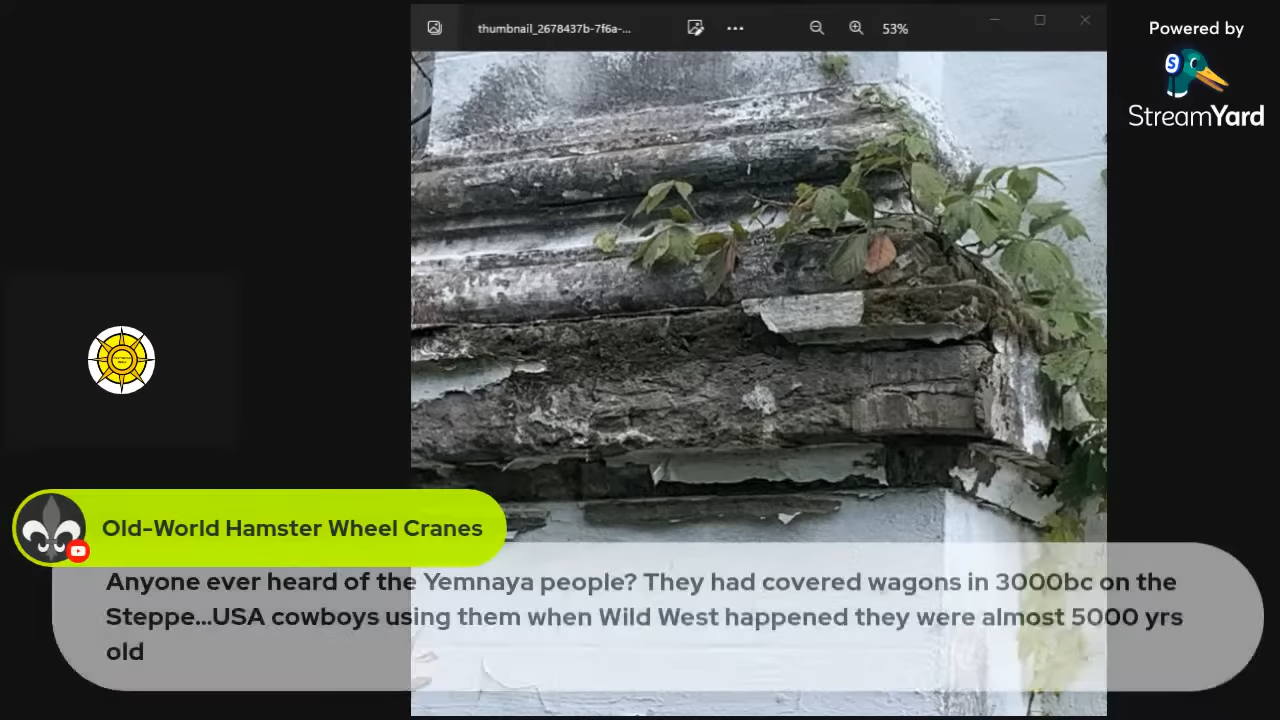 thumbnail_2678437b-7f6a-...
53%
Powered by
StreamYard
Old-World Hamster Wheel Cranes
Anyone ever heard of the Yemnaya people? They had covered wagons in 3000bc on the
Steppe...USA cowboys using them when Wild West happened they were almost 5000 yrs
old